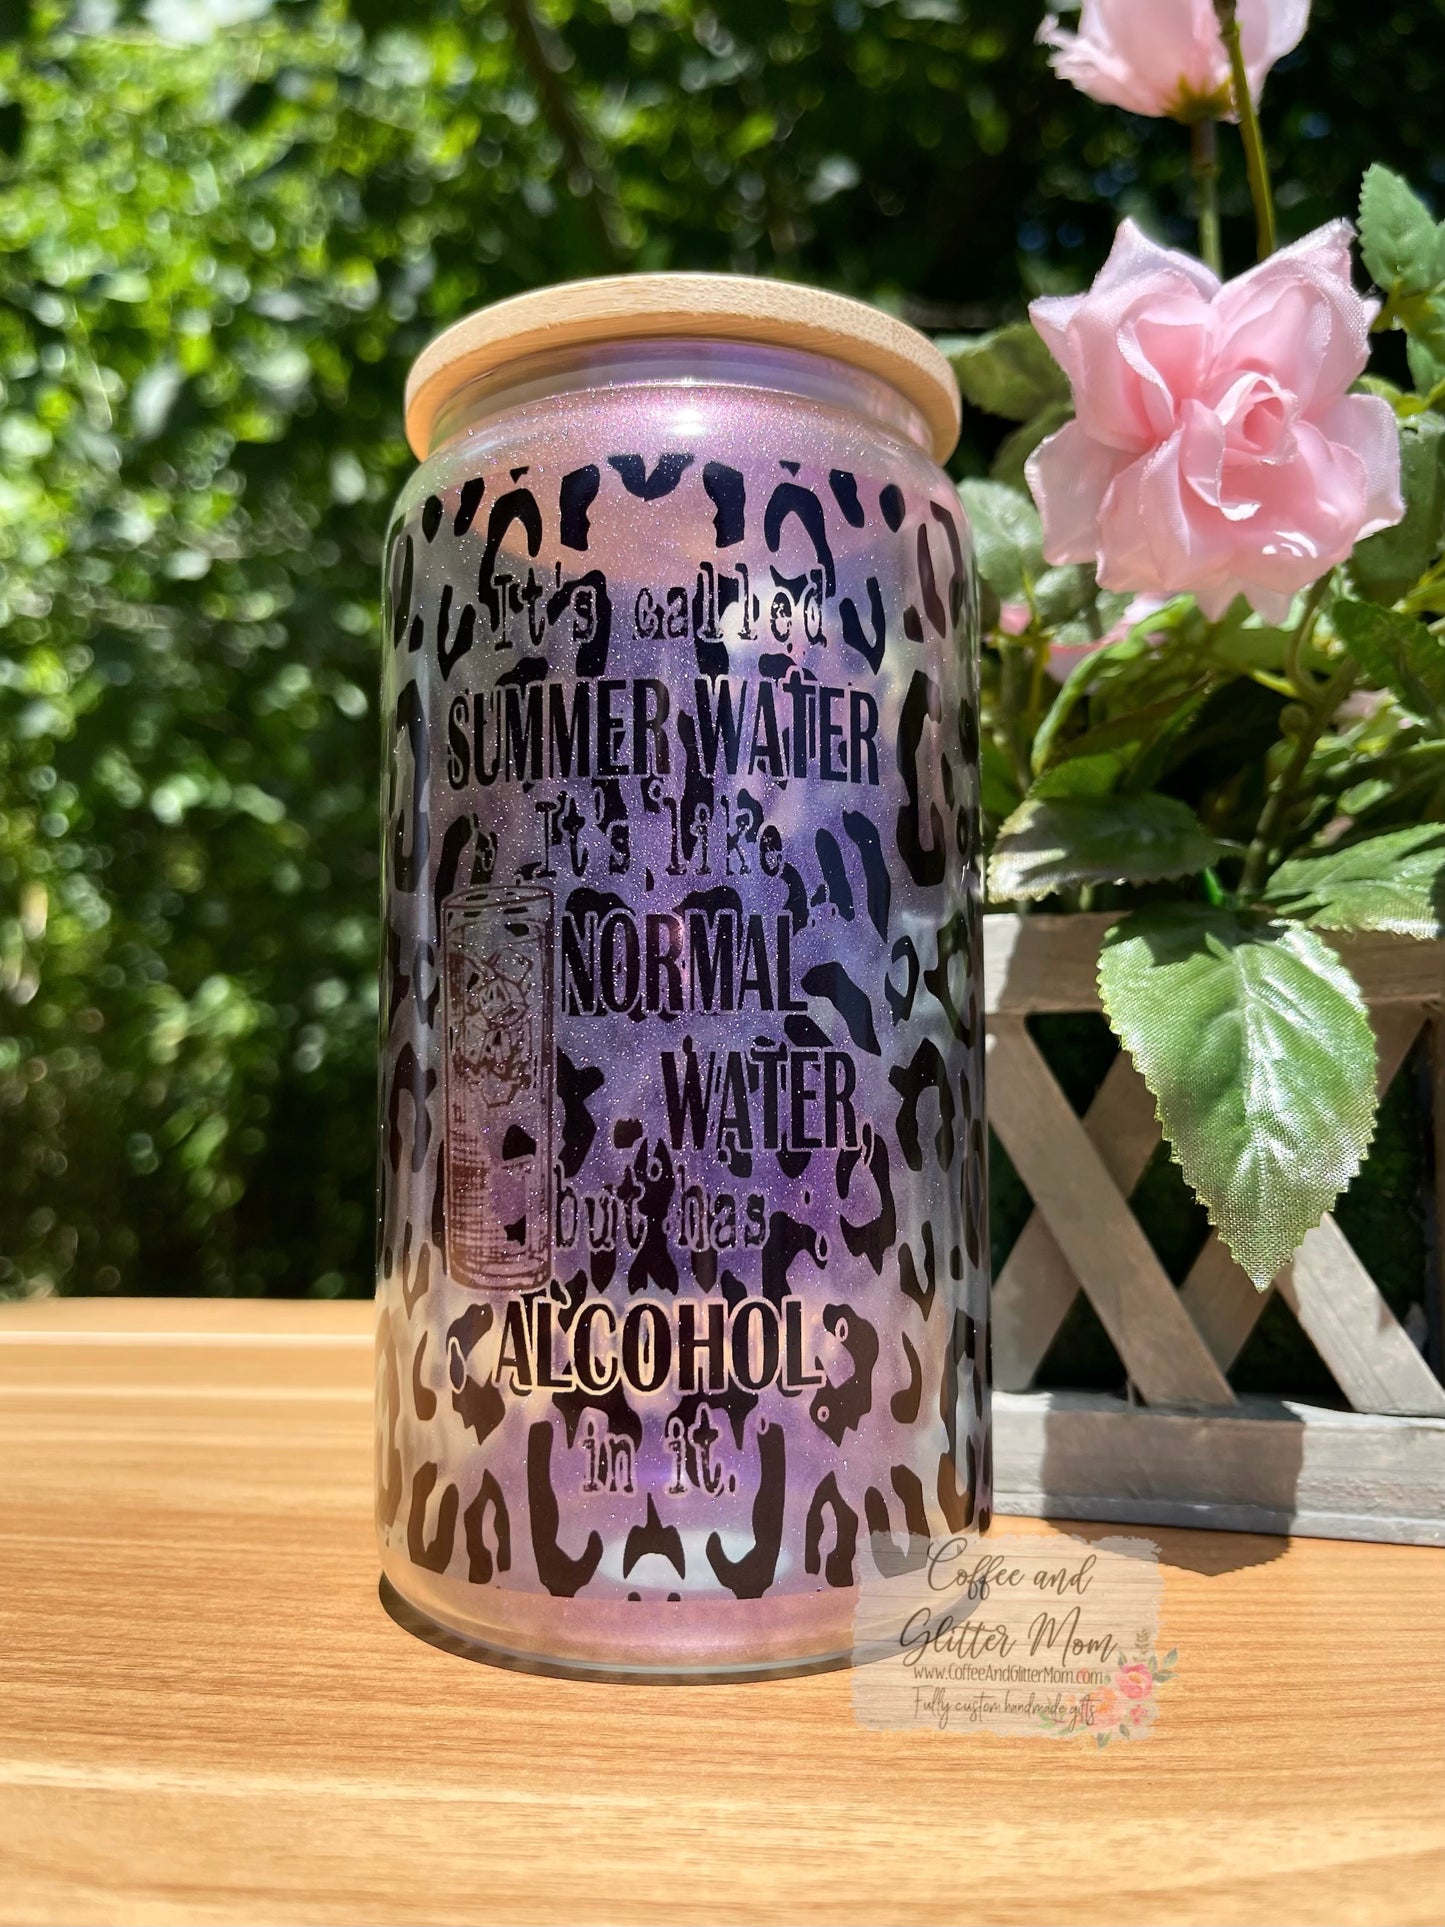 It's called
SUMMER WATER
It's like
NORMAL
WATER,
but has
ALCOHOL
in it.
Coffee and
Glitter Mom
www.CoffeeAndGlitterMom.com
Fully custom handmade gifts